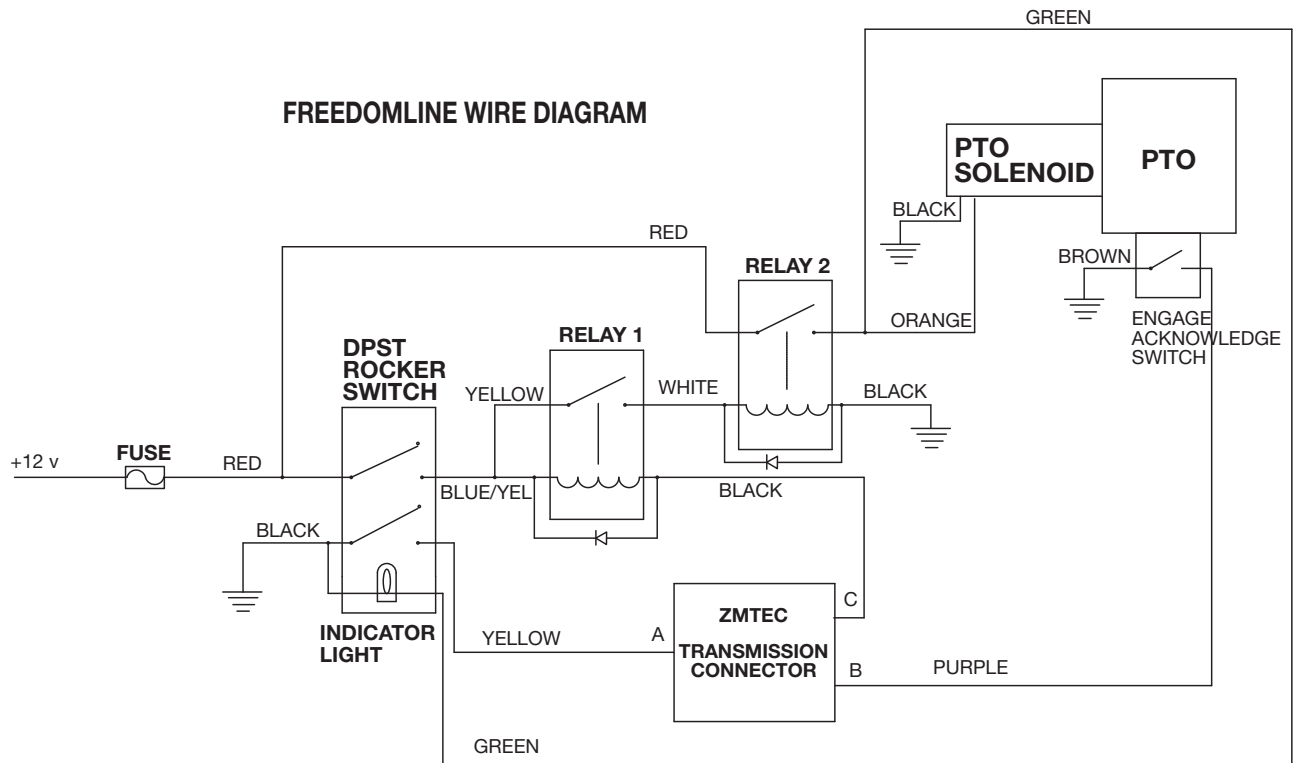 GREEN
FREEDOMLINE WIRE DIAGRAM
PTO
SOLENOID
PTO
BLACK
RED
BROWN
RELAY 2
ORANGE
ENGAGE
ACKNOWLEDGE
SWITCH
RELAY 1
DPST
ROCKER
SWITCH
YELLOW
WHITE
BLACK
+12 v
FUSE
RED
BLUE/YEL
BLACK
BLACK
C
ZMTEC
TRANSMISSION
CONNECTOR
A
B
INDICATOR
LIGHT
YELLOW
PURPLE
GREEN